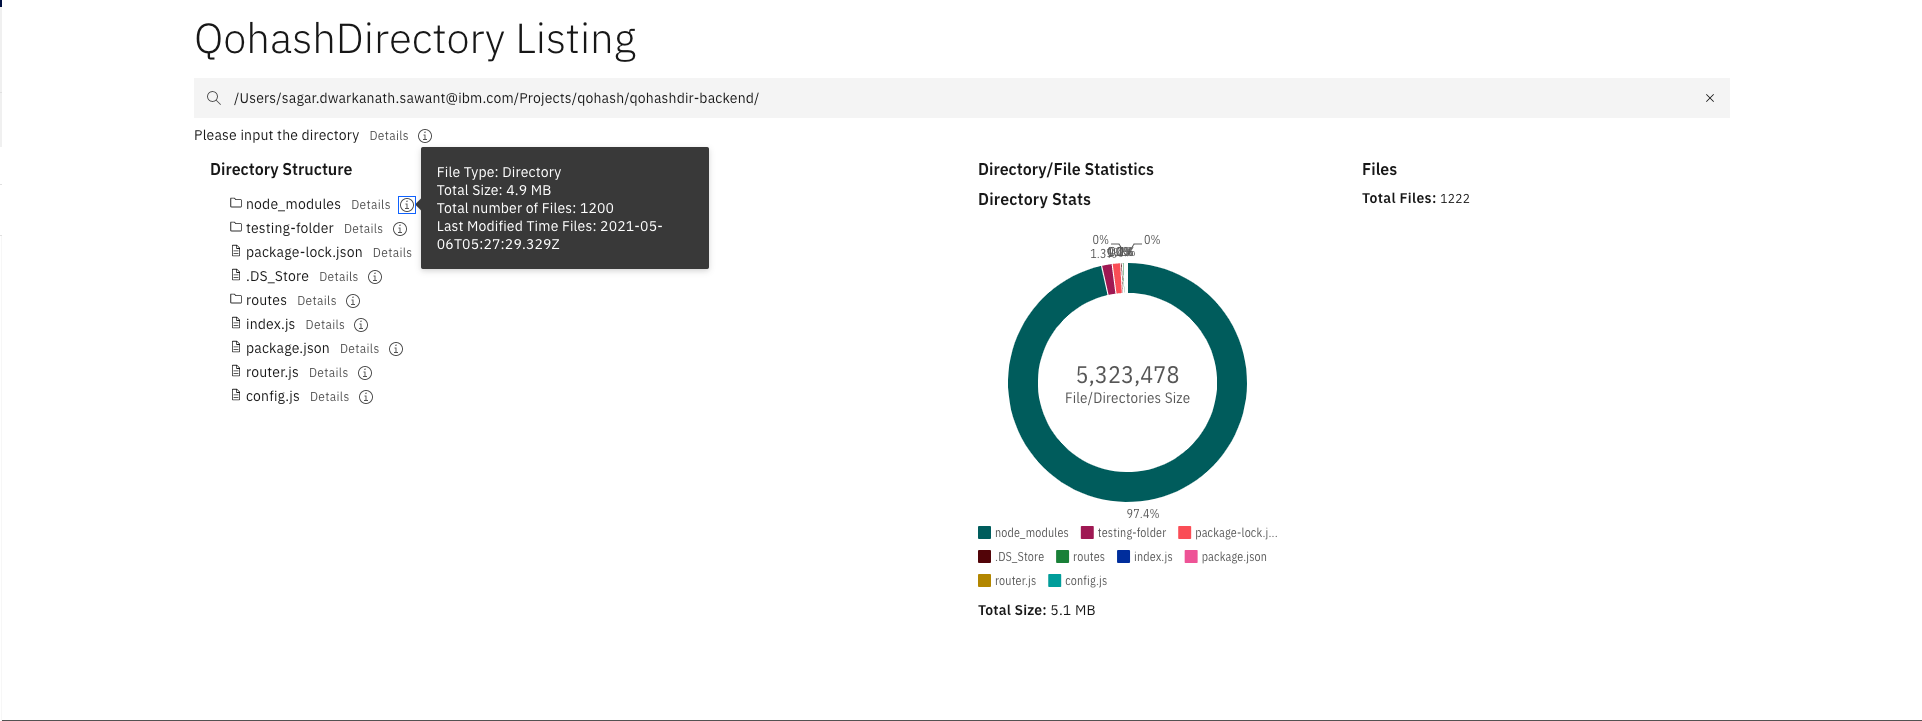 QohashDirectory Listing
/Users/sagar.dwarkanath.sawant@ibm.com/Projects/qohash/qohashdir-backend/
Please input the directory Details
Directory Structure
node_modules Details
testing-folder Details
package-lock.json Details
.DS_Store Details
routes Details
index.js Details
package.json Details
router.js Details
config.js Details
File Type: Directory
Total Size: 4.9 MB
Total number of Files: 1200
Last Modified Time Files: 2021-05-
06T05:27:29.329Z
Directory/File Statistics
Directory Stats
0% 0%
5,323,478
File/Directories Size
97.4%
node_modules testing-folder package-lock.j...
.DS_Store routes index.js package.json
router.js config.js
Total Size: 5.1 MB
Files
Total Files: 1222